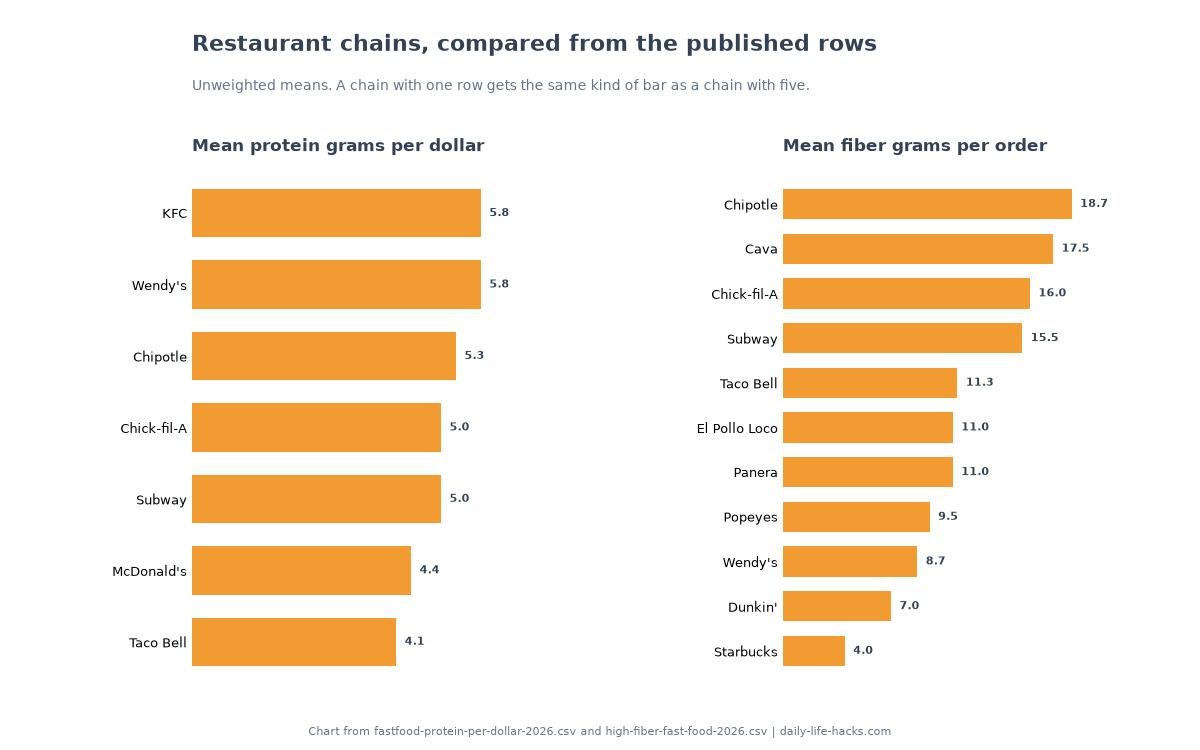 Restaurant chains, compared from the published rows
Unweighted means. A chain with one row gets the same kind of bar as a chain with five.
Mean protein grams per dollar
KFC 5.8
Wendy's 5.8
Chipotle 5.3
Chick-fil-A 5.0
Subway 5.0
McDonald's 4.4
Taco Bell 4.1
Mean fiber grams per order
Chipotle 18.7
Cava 17.5
Chick-fil-A 16.0
Subway 15.5
Taco Bell 11.3
El Pollo Loco 11.0
Panera 11.0
Popeyes 9.5
Wendy's 8.7
Dunkin' 7.0
Starbucks 4.0
Chart from fastfood-protein-per-dollar-2026.csv and high-fiber-fast-food-2026.csv | daily-life-hacks.com